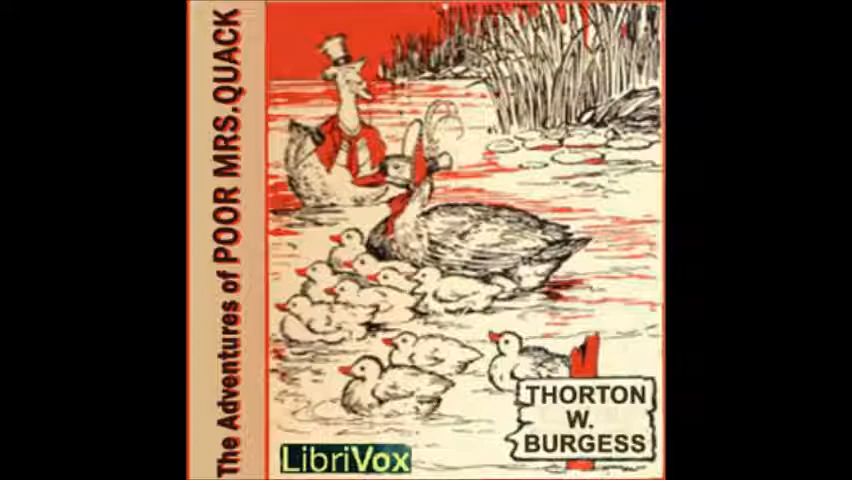 The Adventures of POOR MRS.QUACK
THORTON
W.
BURGESS
LibriVox